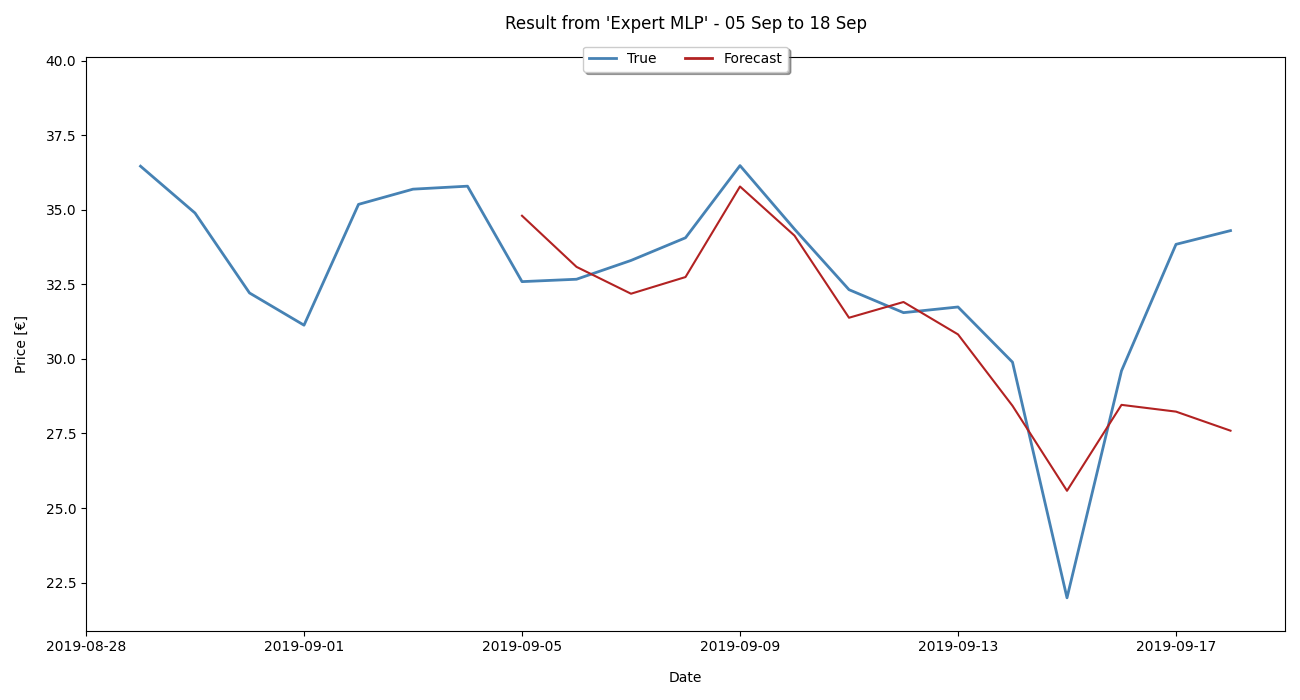 Result from 'Expert MLP' - 05 Sep to 18 Sep
True
Forecast
40.0
37.5
35.0
32.5
30.0
27.5
25.0
22.5
Price [€]
2019-08-28
2019-09-01
2019-09-05
2019-09-09
2019-09-13
2019-09-17
Date